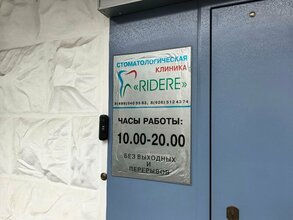 СТОМАТОЛОГИЧЕСКАЯ
КЛИНИКА
«RIDERE»
ЧАСЫ РАБОТЫ:
10.00-20.00
БЕЗ ВЫХОДНЫХ И
ПЕРЕРЫВОВ